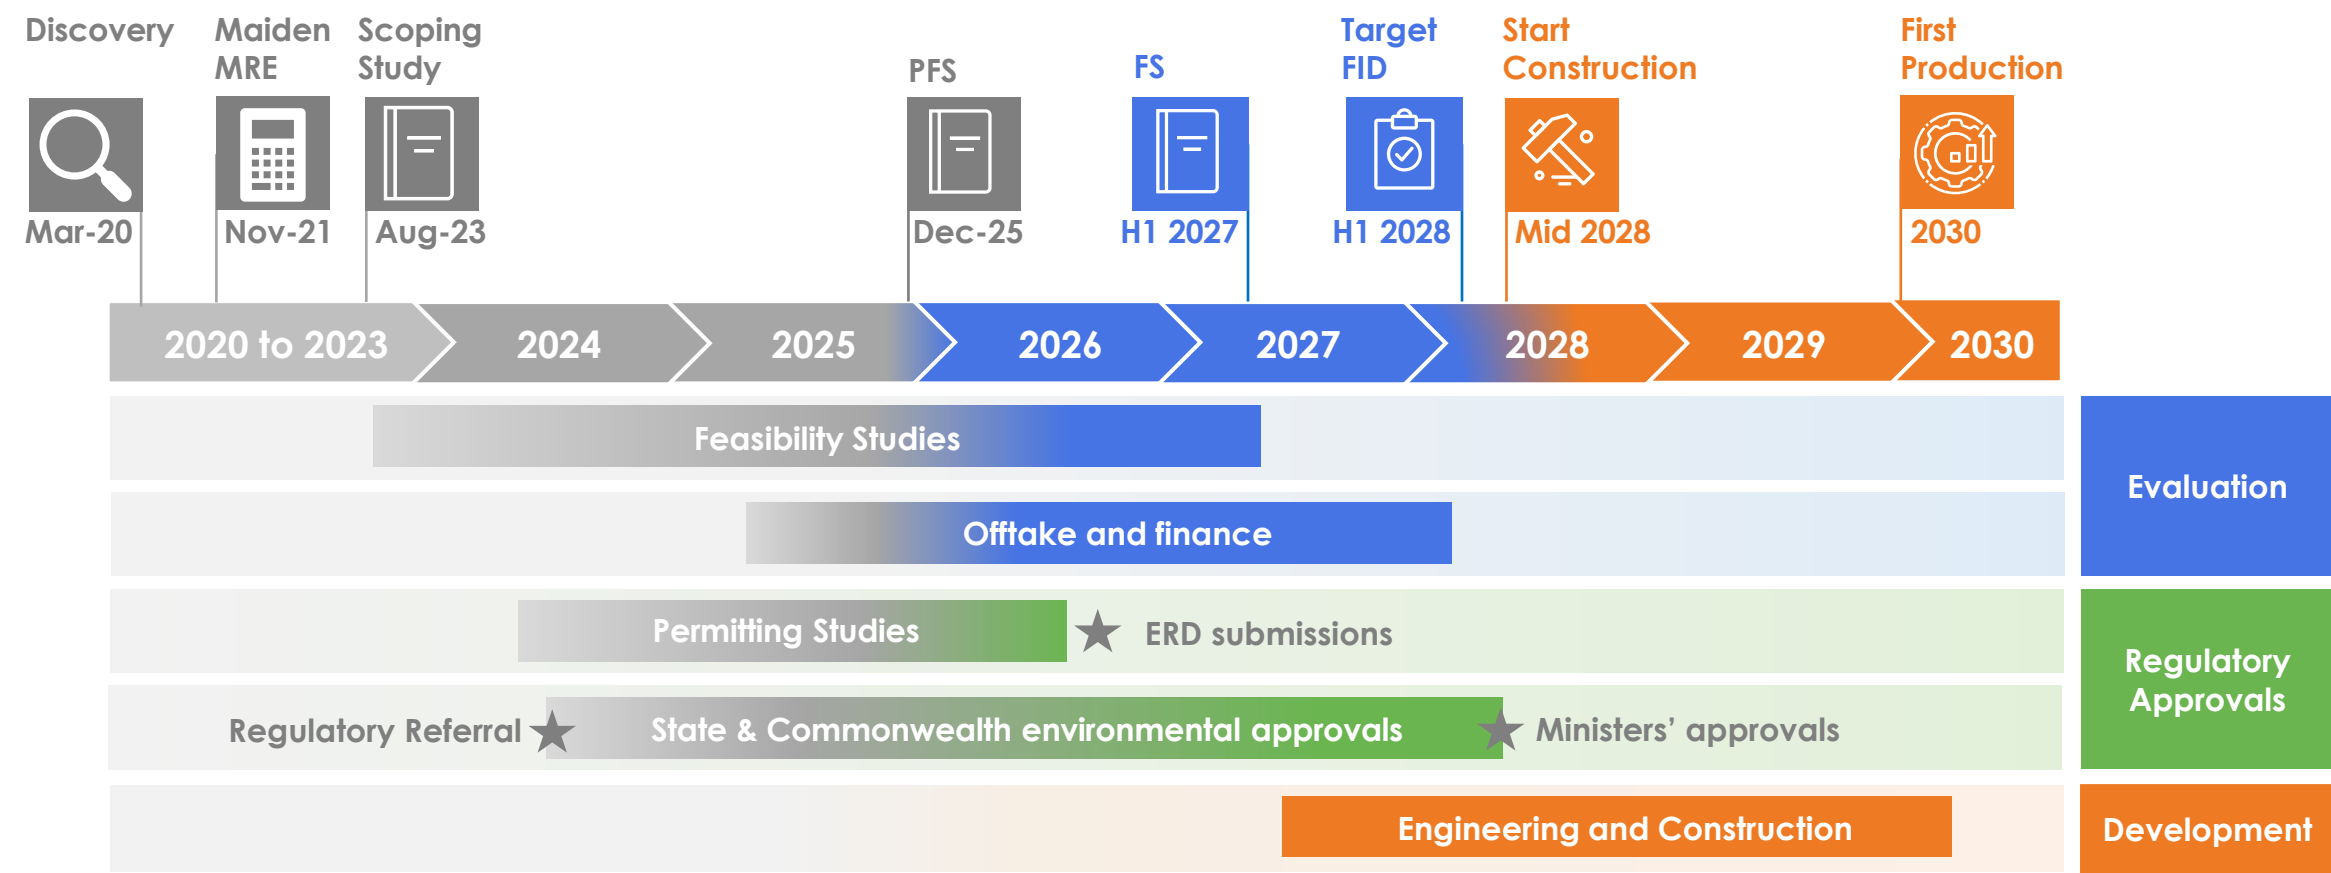 Discovery
Maiden
MRE
Scoping
Study
PFS
FS
Target
FID
Start
Construction
First
Production
Mar-20
Nov-21
Aug-23
Dec-25
H1 2027
H1 2028
Mid 2028
2030
2020 to 2023
2024
2025
2026
2027
2028
2029
2030
Feasibility Studies
Offtake and finance
Evaluation
Permitting Studies
ERD submissions
Regulatory Referral
State & Commonwealth environmental approvals
Ministers’ approvals
Regulatory
Approvals
Engineering and Construction
Development